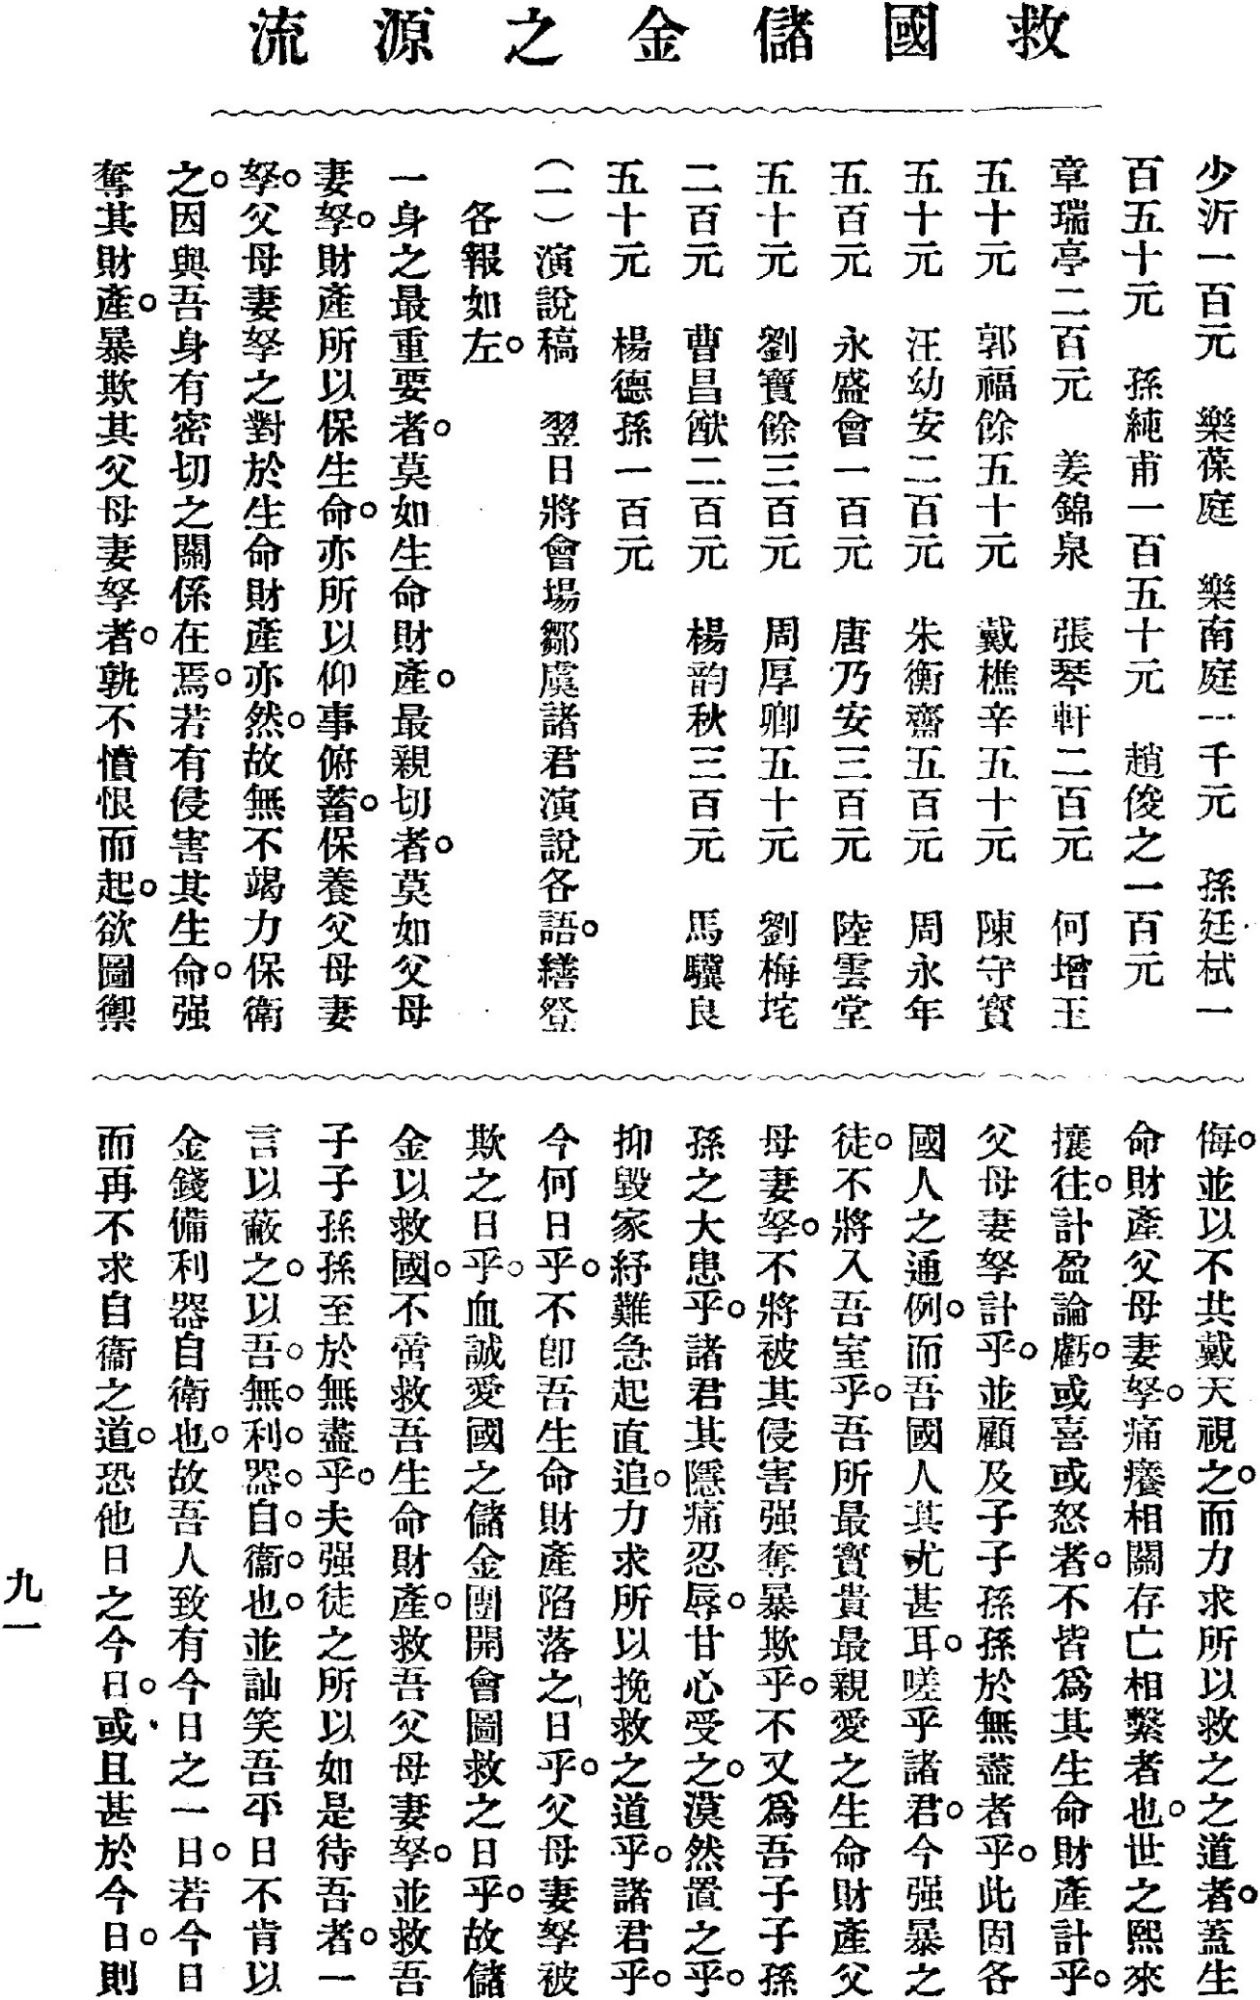 救國儲金之源流
少沂一百元　樂葆庭　樂南庭一千元　孫廷栻一
百五十元　孫純甫一百五十元　趙俊之一百元
章瑞亭二百元　姜錦泉　張琴軒二百元　何增玉
五十元　郭福餘五十元　戴樵辛五十元　陳守寶
五十元　汪幼安二百元　朱衡齋五百元　周永年
五百元　永盛會一百元　唐乃安三百元　陸雲堂
五十元　劉寶餘三百元　周厚卿五十元　劉梅垞
二百元　曹昌猷二百元　楊韵秋三百元　馬驥良
五十元　楊德孫一百元
（一）演說稿　翌日將會場鄒虞諸君演說各語。繕登
各報如左。
一身之最重要者。莫如生命財產。最親切者。莫如父母
妻孥。財產所以保生命。亦所以仰事俯蓄。保養父母妻
孥。父母妻孥之對於生命財產亦然。故無不竭力保衛
之。因與吾身有密切之關係在焉。若有侵害其生命。强
奪其財產。暴欺其父母妻孥者。孰不憤恨而起。欲圖禦
侮。並以不共戴天視之。而力求所以救之之道者。蓋生
命財產父母妻孥。痛癢相關存亡相繫者也。世之熙來
攘往。計盈論虧。或喜或怒者。不皆爲其生命財產計乎。
父母妻孥計乎。並顧及子子孫孫於無盡者乎。此固各
國人之通例。而吾國人其尤甚耳。嗟乎諸君。今强暴之
徒。不將入吾室乎。吾所最寶貴最親愛之生命財產父
母妻孥。不將被其侵害强奪暴欺乎。不又爲吾子子孫
孫之大患乎。諸君其隱痛忍辱。甘心受之。漠然置之乎。
抑毀家紓難急起直追。力求所以挽救之道乎。諸君乎。
今何日乎。不卽吾生命財產陷落之日乎。父母妻孥被
欺之日乎。血誠愛國之儲金團開會圖救之日乎。故儲
金以救國。不啻救吾生命財產。救吾父母妻孥。並救吾
子子孫孫至於無盡乎。夫强徒之所以如是待吾者。一
言以蔽之。以吾無利器自衞也。並訕笑吾平日不肯以
金錢備利器自衛也。故吾人致有今日之一日。若今日
而再不求自衞之道。恐他日之今日。或且甚於今日。則
九一